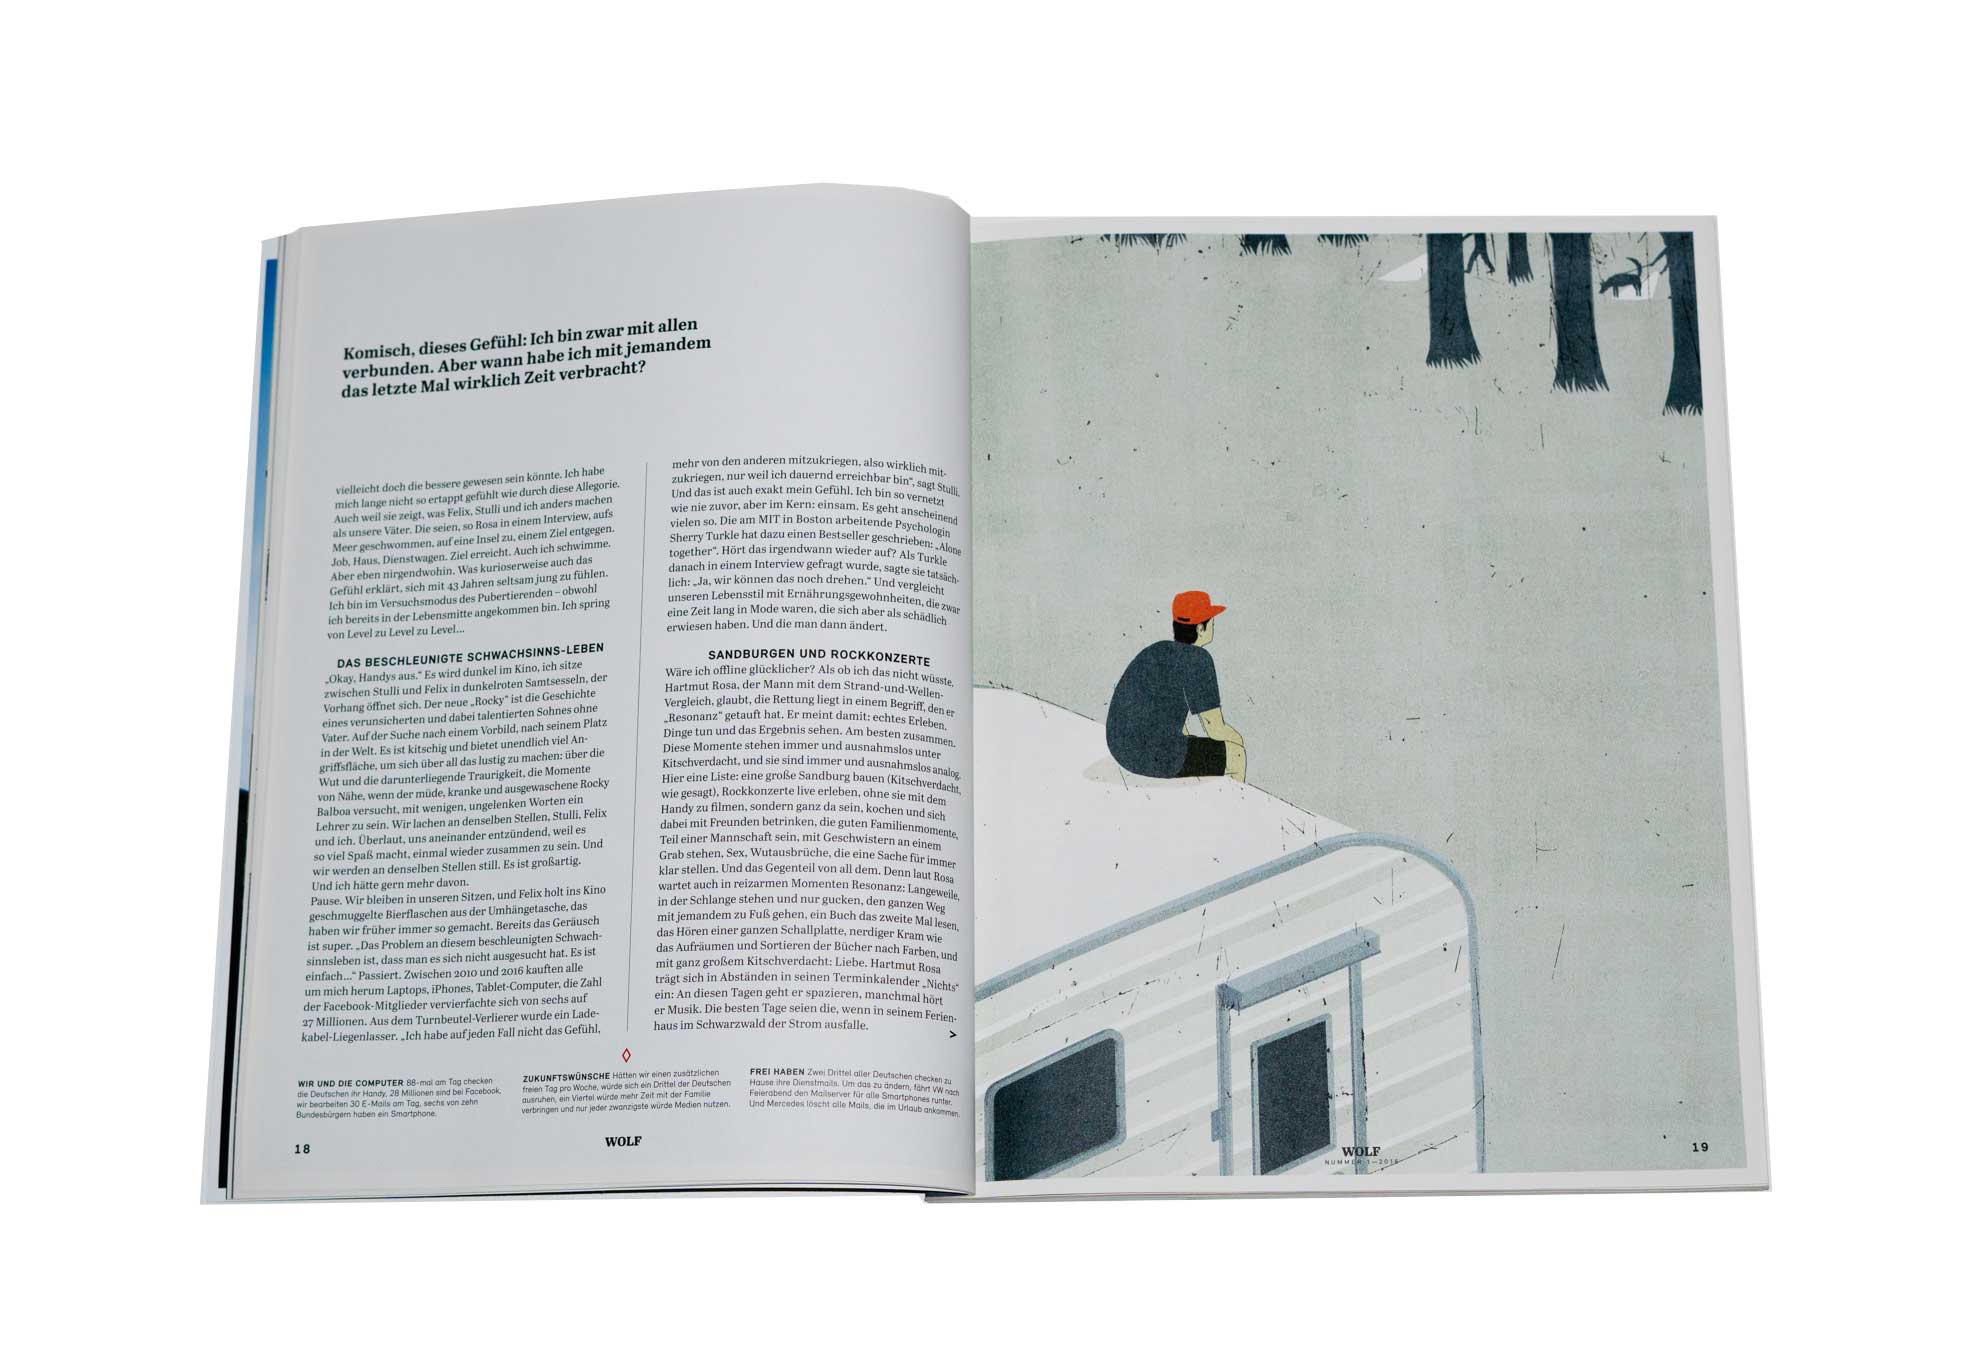 Komisch, dieses Gefühl: Ich bin zwar mit allen
verbunden. Aber wann habe ich mit jemandem
das letzte Mal wirklich Zeit verbracht?
vielleicht doch die bessere gewesen sein könnte. Ich habe
mich lange nicht so ertappt gefühlt wie durch diese Allegorie.
Auch weil sie zeigt, was Felix, Stulli und ich anders machen
als unsere Väter. Die seien, so Rosa in einem Interview, aufs
Meer geschwommen, auf eine Insel zu, einem Ziel entgegen.
Job, Haus, Dienstwagen. Ziel erreicht. Auch ich schwimme.
Aber eben nirgendwohin. Was kurioserweise auch das
Gefühl erklärt, sich mit 43 Jahren seltsam jung zu fühlen.
Ich bin im Versuchsmodus des Pubertierenden – obwohl
ich bereits in der Lebensmitte angekommen bin. Ich spring
von Level zu Level zu Level...
DAS BESCHLEUNIGTE SCHWACHSINNS-LEBEN
„Okay, Handys aus.“ Es wird dunkel im Kino, ich sitze
zwischen Stulli und Felix in dunkelroten Samtsesseln, der
Vorhang öffnet sich. Der neue „Rocky“ ist die Geschichte
eines verunsicherten und dabei talentierten Sohnes ohne
Vater. Auf der Suche nach einem Vorbild, nach seinem Platz
in der Welt. Es ist kitschig und bietet unendlich viel An-
griffsfläche, um sich über all das lustig zu machen: über die
Wut und die darunterliegende Traurigkeit, die Momente
von Nähe, wenn der müde, kranke und ausgewaschene Rocky
Balboa versucht, mit wenigen, ungelenken Worten ein
Lehrer zu sein. Wir lachen an denselben Stellen, Stulli, Felix
und ich. Überlaut, uns aneinander entzündend, weil es
so viel Spaß macht, einmal wieder zusammen zu sein. Und
wir werden an denselben Stellen still. Es ist großartig.
Und ich hätte gern mehr davon.
Pause. Wir bleiben in unseren Sitzen, und Felix holt ins Kino
geschmuggelte Bierflaschen aus der Umhängetasche, das
haben wir früher immer so gemacht. Bereits das Geräusch
ist super. „Das Problem an diesem beschleunigten Schwach-
sinnsleben ist, dass man es sich nicht ausgesucht hat. Es ist
einfach...“ Passiert. Zwischen 2010 und 2016 kauften alle
um mich herum Laptops, iPhones, Tablet-Computer, die Zahl
der Facebook-Mitglieder vervierfachte sich von sechs auf
27 Millionen. Aus dem Turnbeutel-Verlierer wurde ein Lade-
kabel-Liegenlasser. „Ich habe auf jeden Fall nicht das Gefühl,
mehr von den anderen mitzukriegen, also wirklich mit-
zukriegen, nur weil ich dauernd erreichbar bin“, sagt Stulli.
Und das ist auch exakt mein Gefühl. Ich bin so vernetzt
wie nie zuvor, aber im Kern: einsam. Es geht anscheinend
vielen so. Die am MIT in Boston arbeitende Psychologin
Sherry Turkle hat dazu einen Bestseller geschrieben: „Alone
together“. Hört das irgendwann wieder auf? Als Turkle
danach in einem Interview gefragt wurde, sagte sie tatsäch-
lich: „Ja, wir können das noch drehen.“ Und vergleicht
unseren Lebensstil mit Ernährungsgewohnheiten, die zwar
eine Zeit lang in Mode waren, die sich aber als schädlich
erwiesen haben. Und die man dann ändert.
SANDBURGEN UND ROCKKONZERTE
Wäre ich offline glücklicher? Als ob ich das nicht wüsste.
Hartmut Rosa, der Mann mit dem Strand-und-Wellen-
Vergleich, glaubt, die Rettung liegt in einem Begriff, den er
„Resonanz“ getauft hat. Er meint damit: echtes Erleben.
Dinge tun und das Ergebnis sehen. Am besten zusammen.
Diese Momente stehen immer und ausnahmslos unter
Kitschverdacht, und sie sind immer und ausnahmslos analog.
Hier eine Liste: eine große Sandburg bauen (Kitschverdacht,
wie gesagt), Rockkonzerte live erleben, ohne sie mit dem
Handy zu filmen, sondern ganz da sein, kochen und sich
dabei mit Freunden betrinken, die guten Familienmomente,
Teil einer Mannschaft sein, mit Geschwistern an einem
Grab stehen, Sex, Wutausbrüche, die eine Sache für immer
klar stellen. Und das Gegenteil von all dem. Denn laut Rosa
wartet auch in reizarmen Momenten Resonanz: Langeweile,
in der Schlange stehen und nur gucken, den ganzen Weg
mit jemandem zu Fuß gehen, ein Buch das zweite Mal lesen,
das Hören einer ganzen Schallplatte, nerdiger Kram wie
das Aufräumen und Sortieren der Bücher nach Farben, und
mit ganz großem Kitschverdacht: Liebe. Hartmut Rosa
trägt sich in Abständen in seinen Terminkalender „Nichts“
ein: An diesen Tagen geht er spazieren, manchmal hört
er Musik. Die besten Tage seien die, wenn in seinem Ferien-
haus im Schwarzwald der Strom ausfalle.
>
WIR UND DIE COMPUTER 88-mal am Tag checken
die Deutschen ihr Handy, 28 Millionen sind bei Facebook,
wir bearbeiten 30 E-Mails am Tag, sechs von zehn
Bundesbürgern haben ein Smartphone.
ZUKUNFTSWÜNSCHE Hätten wir einen zusätzlichen
freien Tag pro Woche, würde sich ein Drittel der Deutschen
ausruhen, ein Viertel würde mehr Zeit mit der Familie
verbringen und nur jeder zwanzigste würde Medien nutzen.
FREI HABEN Zwei Drittel aller Deutschen checken zu
Hause ihre Dienstmails. Um das zu ändern, fährt VW nach
Feierabend den Mailserver für alle Smartphones runter.
Und Mercedes löscht alle Mails, die im Urlaub ankommen.
18
WOLF
WOLF
NUMMER 1—2016
19